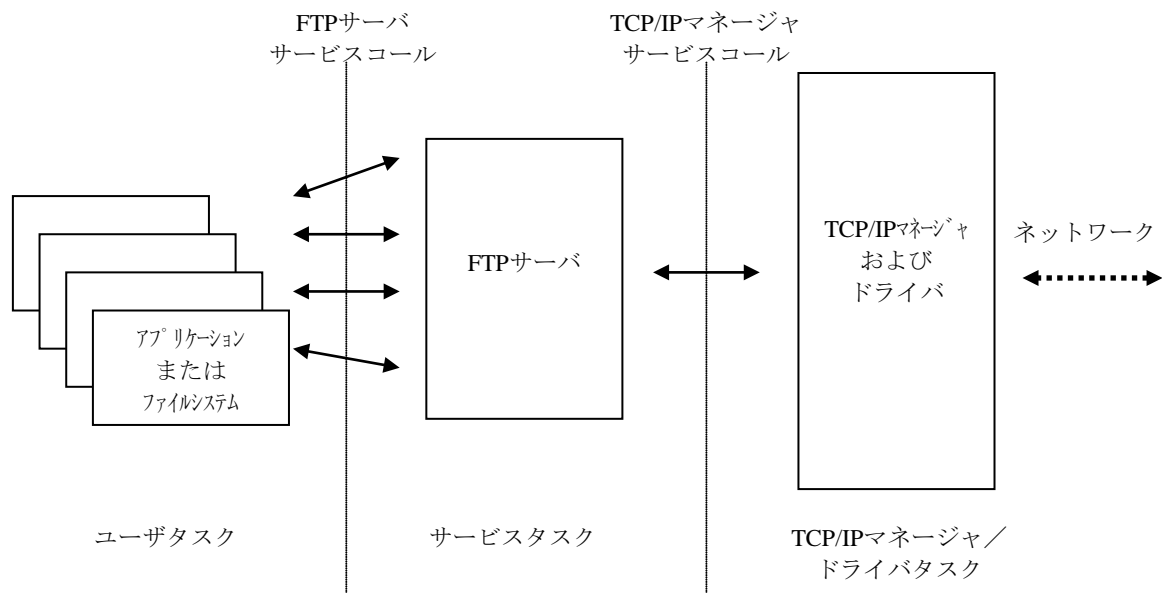 FTPサーバ
サービスコール
TCP/IPマネージャ
サービスコール
アプリケーション
または
ファイルシステム
FTPサーバ
TCP/IPマネージャ
および
ドライバ
ネットワーク
ユーザタスク
サービスタスク
TCP/IPマネージャ／
ドライバタスク